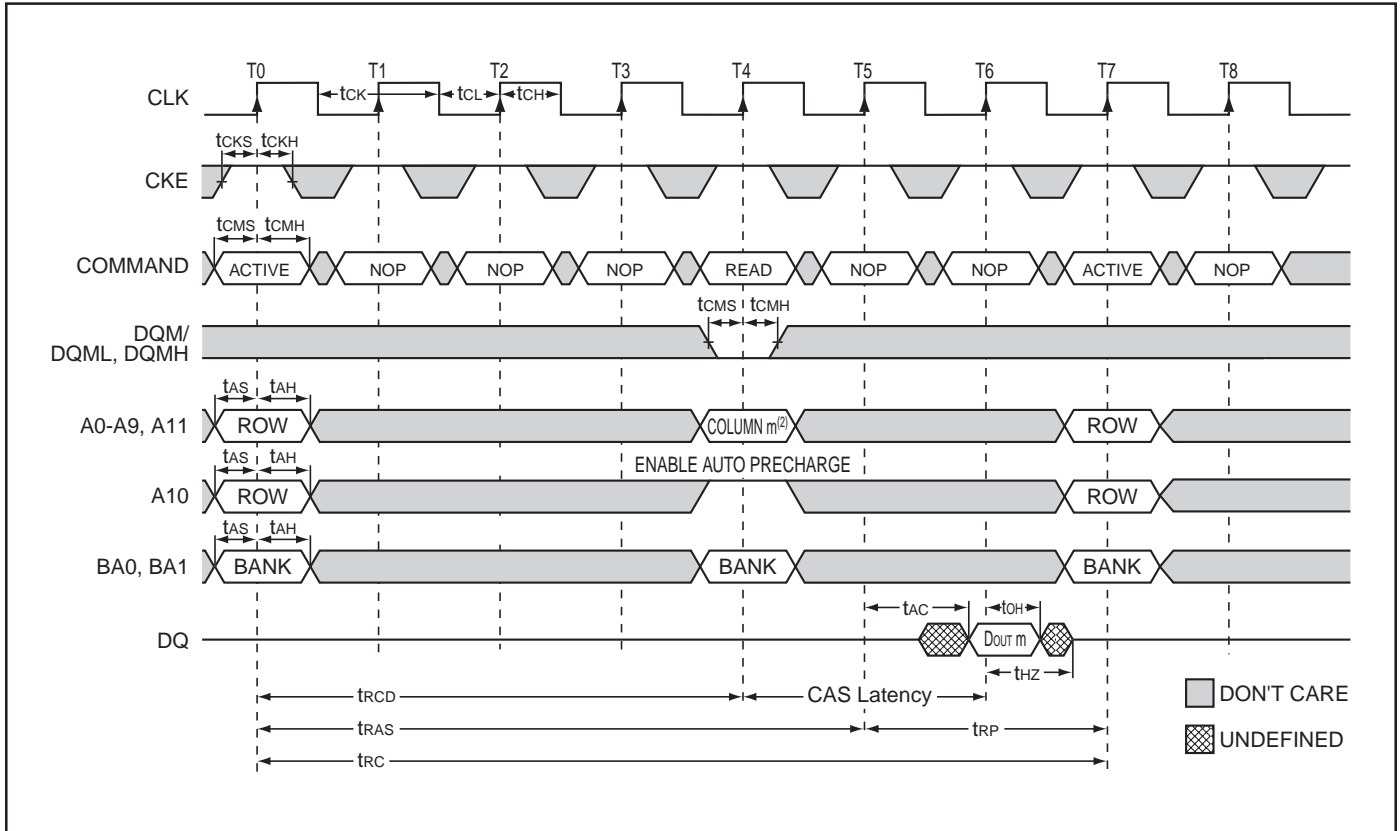 T0 T1 T2 T3 T4 T5 T6 T7 T8
CLK tCK tCL tCH
tCKS tCKH
CKE
tCMS tCMH
COMMAND ACTIVE NOP NOP NOP READ NOP NOP ACTIVE NOP
tCMS tCMH
DQM/
DQML, DQMH
tAS tAH
A0-A9, A11 ROW COLUMN m(2) ROW
tAS tAH ENABLE AUTO PRECHARGE
A10 ROW ROW
tAS tAH
BA0, BA1 BANK BANK BANK
tAC tOH
DQ DOUT m
tHZ
tRCD CAS Latency
DON'T CARE
tRAS tRP
UNDEFINED
tRC